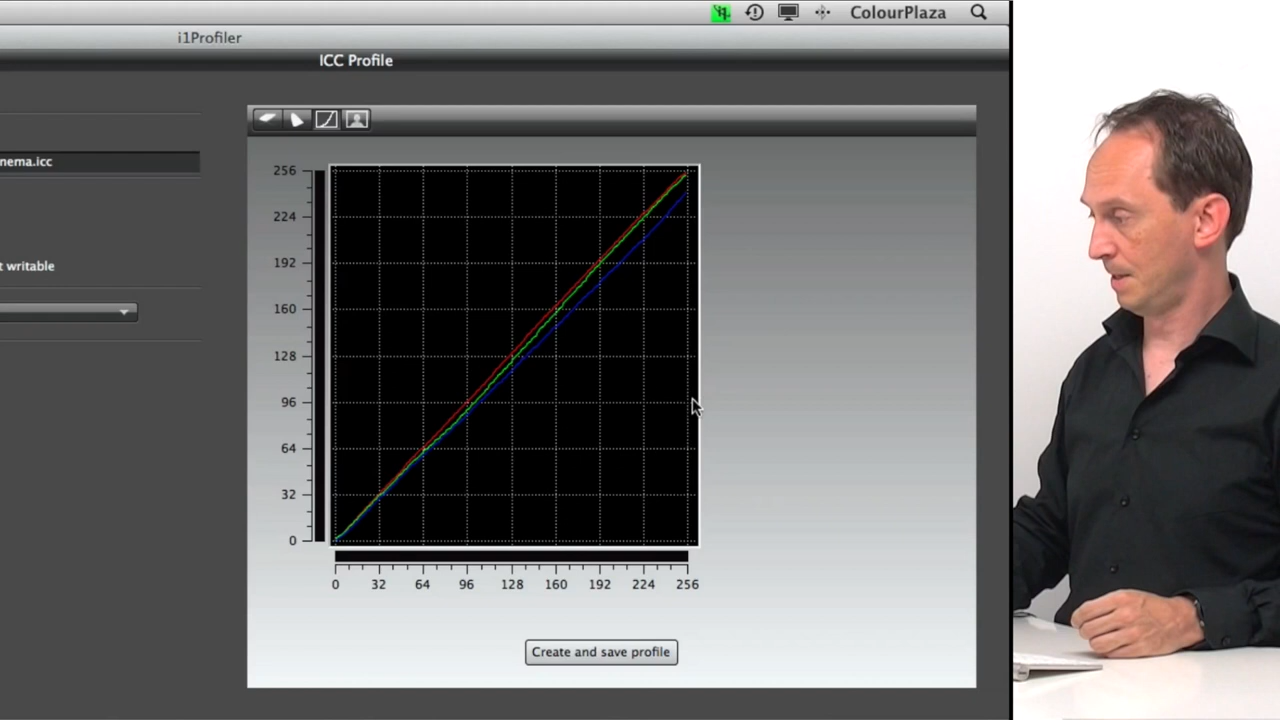 ColourPlaza
i1Profiler
ICC Profile
nema.icc
t writable
256
224
192
160
128
96
64
32
0
0 32 64 96 128 160 192 224 256
Create and save profile